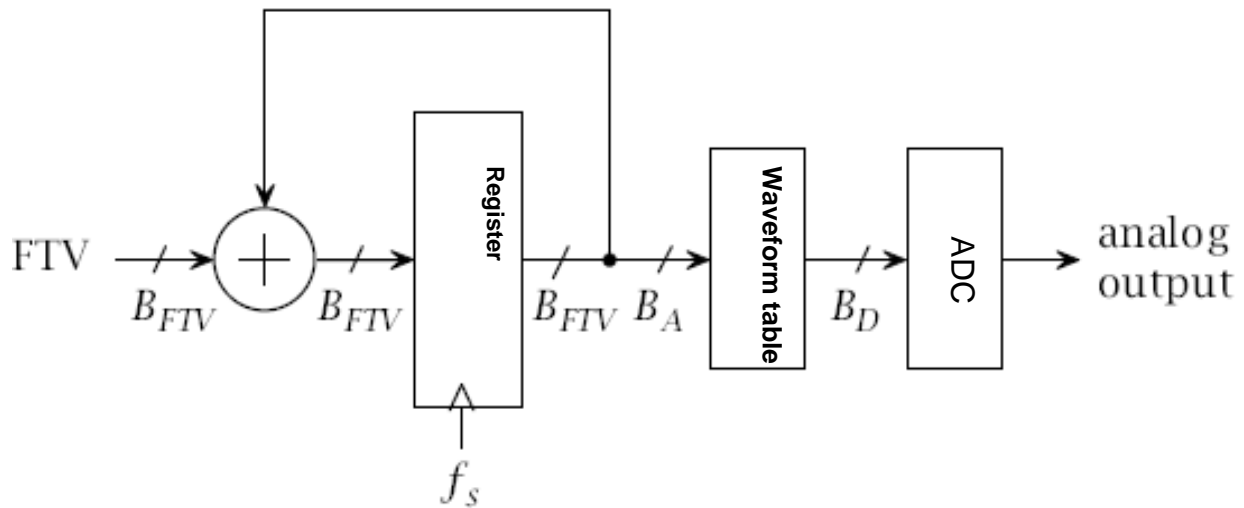 FTV
B_FTV
+
B_FTV
Register
f_s
B_FTV
B_A
Waveform table
B_D
ADC
analog
output